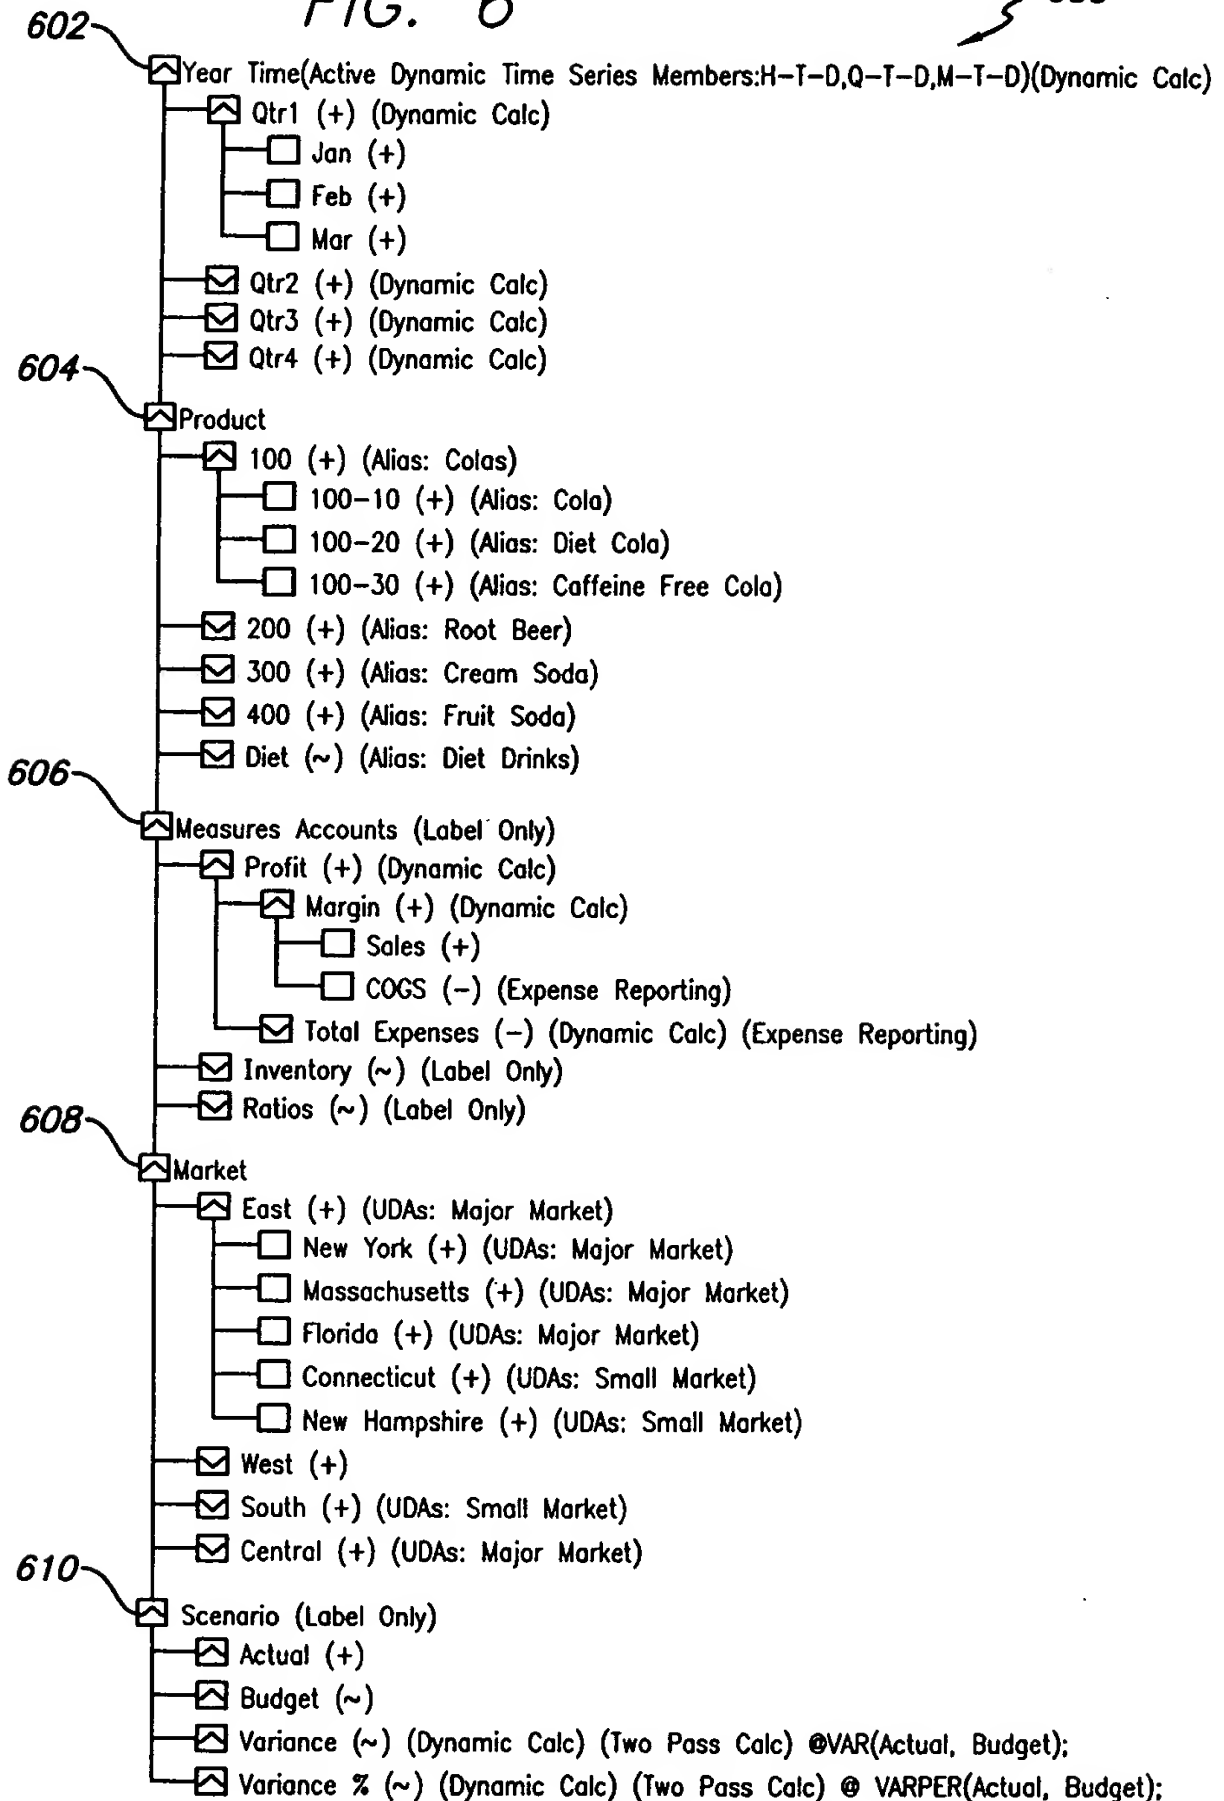 FIG. 6
602
Year Time(Active Dynamic Time Series Members:H-T-D,Q-T-D,M-T-D)(Dynamic Calc)
Qtr1 (+) (Dynamic Calc)
Jan (+)
Feb (+)
Mar (+)
Qtr2 (+) (Dynamic Calc)
Qtr3 (+) (Dynamic Calc)
Qtr4 (+) (Dynamic Calc)
604
Product
100 (+) (Alias: Colas)
100-10 (+) (Alias: Cola)
100-20 (+) (Alias: Diet Cola)
100-30 (+) (Alias: Caffeine Free Cola)
200 (+) (Alias: Root Beer)
300 (+) (Alias: Cream Soda)
400 (+) (Alias: Fruit Soda)
Diet (~) (Alias: Diet Drinks)
606
Measures Accounts (Label Only)
Profit (+) (Dynamic Calc)
Margin (+) (Dynamic Calc)
Sales (+)
COGS (-) (Expense Reporting)
Total Expenses (-) (Dynamic Calc) (Expense Reporting)
Inventory (~) (Label Only)
Ratios (~) (Label Only)
608
Market
East (+) (UDAs: Major Market)
New York (+) (UDAs: Major Market)
Massachusetts (+) (UDAs: Major Market)
Florida (+) (UDAs: Major Market)
Connecticut (+) (UDAs: Small Market)
New Hampshire (+) (UDAs: Small Market)
West (+)
South (+) (UDAs: Small Market)
Central (+) (UDAs: Major Market)
610
Scenario (Label Only)
Actual (+)
Budget (~)
Variance (~) (Dynamic Calc) (Two Pass Calc) @VAR(Actual, Budget);
Variance % (~) (Dynamic Calc) (Two Pass Calc) @ VARPER(Actual, Budget);